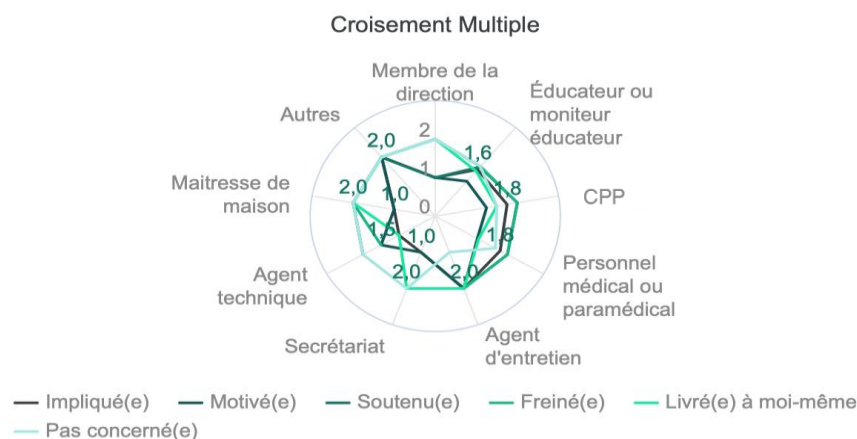 Croisement Multiple
Membre de la
direction
Éducateur ou
moniteur
éducateur
Autres
2
2,0
1,6
1
Maitresse de
maison
2,0
1,0
1,8
CPP
0
1,5
1,0
1,8
Agent
technique
2,0
2,0
Personnel
médical ou
paramédical
Secrétariat
Agent
d'entretien
Impliqué(e)
Motivé(e)
Soutenu(e)
Freiné(e)
Livré(e) à moi-même
Pas concerné(e)